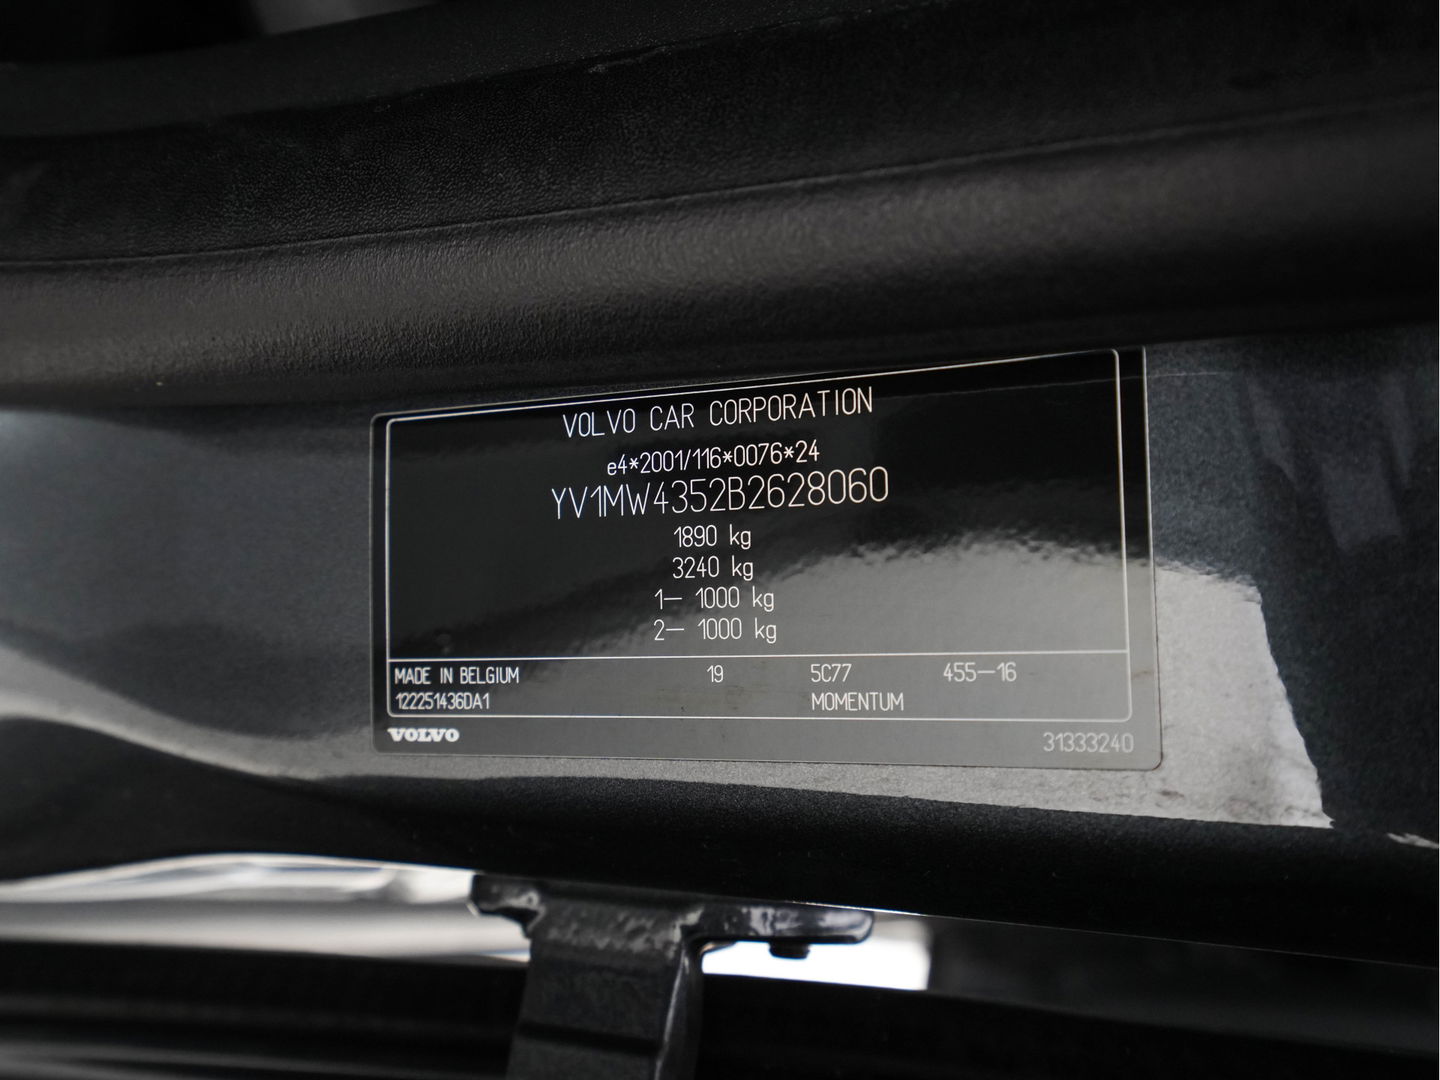 VOLVO CAR CORPORATION
e4*2001/116*0076*24
YV1MW4352B2628060
1890 kg
3240 kg
1– 1000 kg
2– 1000 kg
MADE IN BELGIUM 19 5C77 455–16
122251436DA1 MOMENTUM
VOLVO 31333240